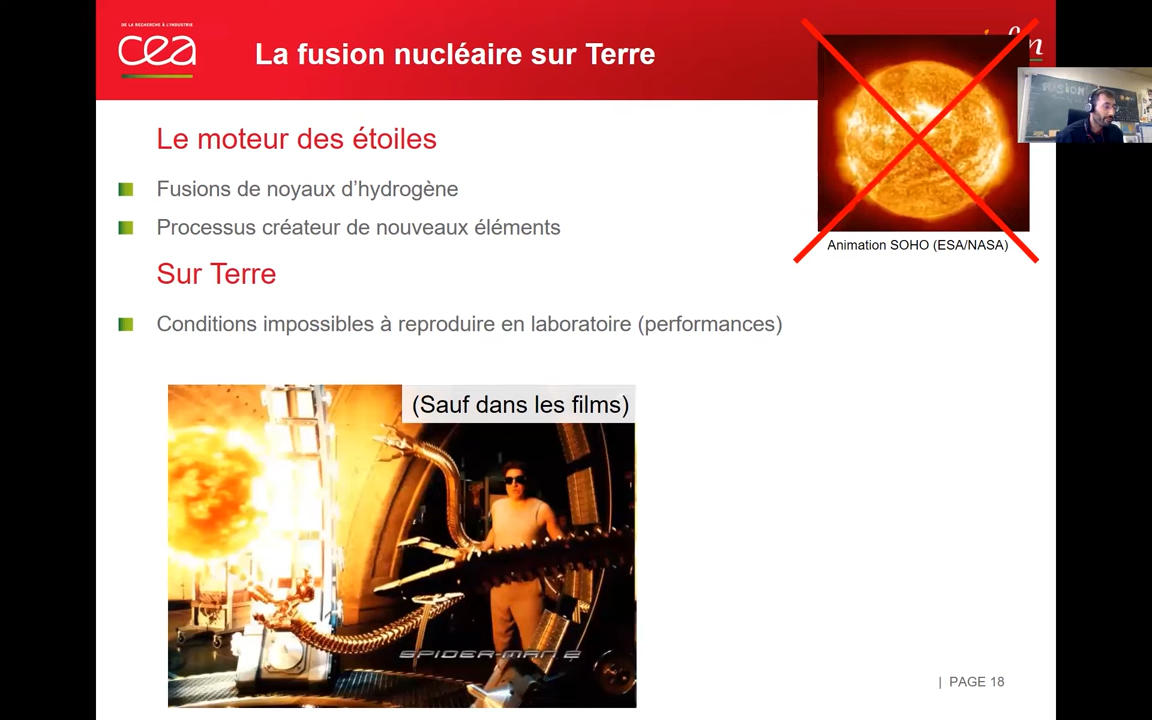 DE LA RECHERCHE À L'INDUSTRIE
cea
La fusion nucléaire sur Terre
Le moteur des étoiles
Fusions de noyaux d'hydrogène
Processus créateur de nouveaux éléments
Animation SOHO (ESA/NASA)
FUSION
Sur Terre
Conditions impossibles à reproduire en laboratoire (performances)
(Sauf dans les films)
SPIDER-MAN 2
| PAGE 18